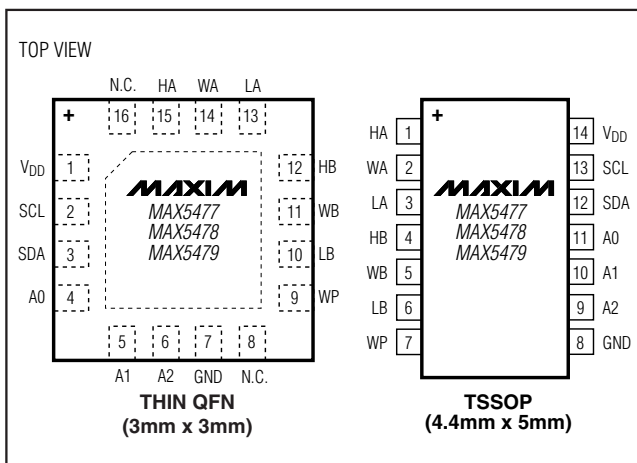 TOP VIEW
N.C. HA WA LA
16 15 14 13
+
VDD 1
SCL 2
SDA 3
A0 4
MAXIM
MAX5477
MAX5478
MAX5479
12 HB
11 WB
10 LB
9 WP
5 6 7 8
A1 A2 GND N.C.
THIN QFN
(3mm x 3mm)
+
HA 1
WA 2
LA 3
HB 4
WB 5
LB 6
WP 7
MAXIM
MAX5477
MAX5478
MAX5479
14 VDD
13 SCL
12 SDA
11 A0
10 A1
9 A2
8 GND
TSSOP
(4.4mm x 5mm)